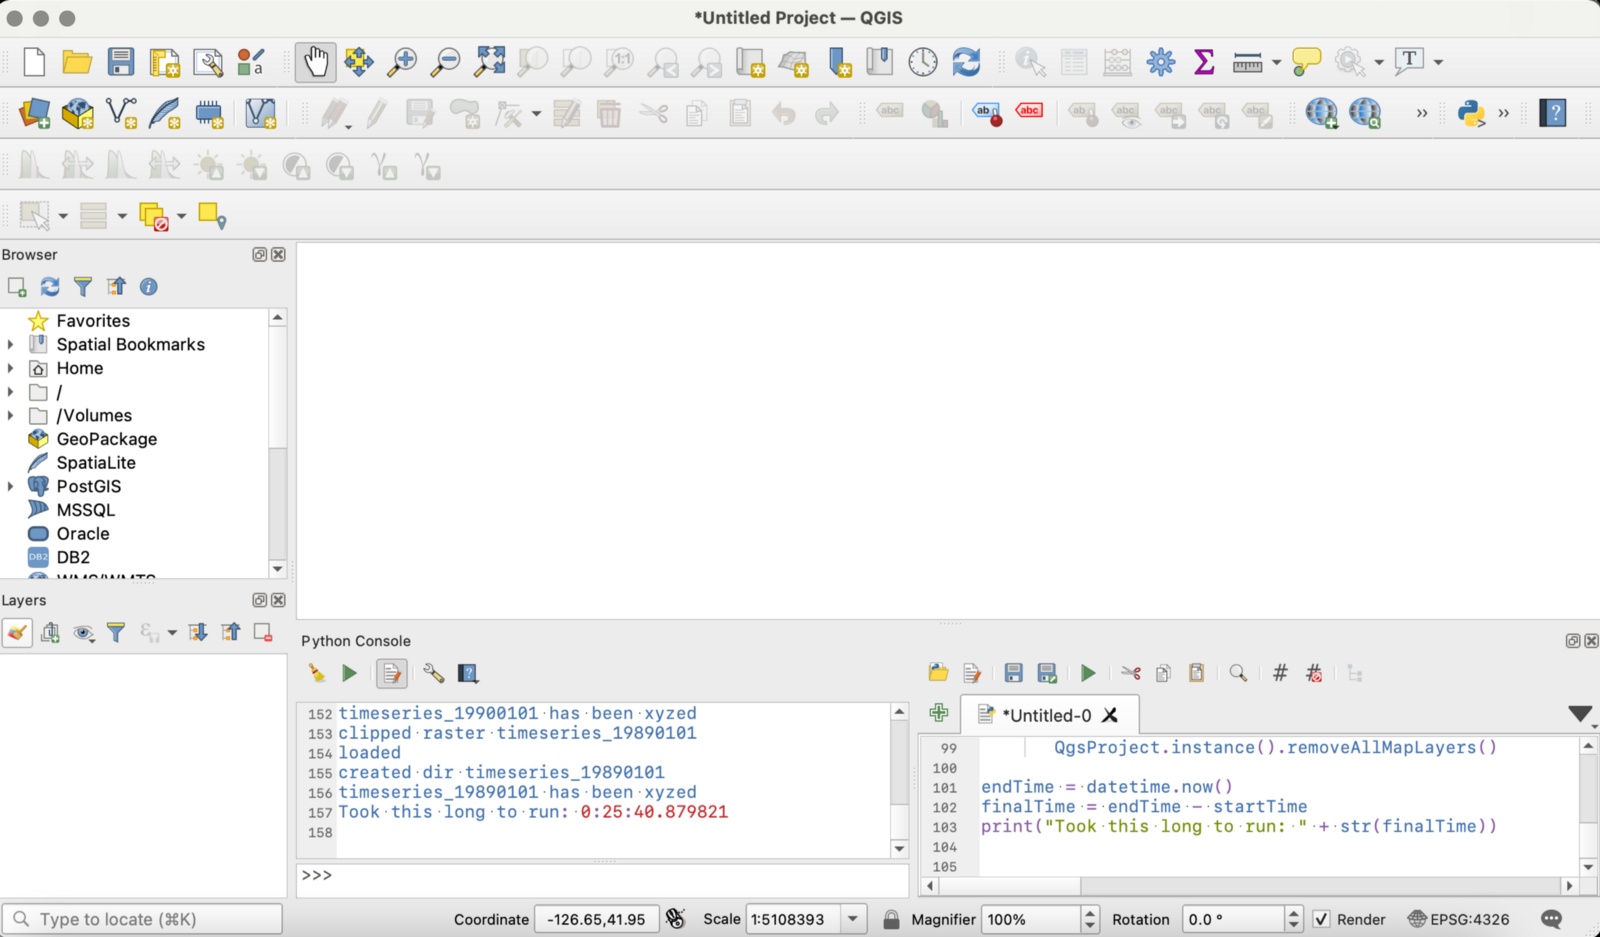 *Untitled Project — QGIS
Browser
Favorites
Spatial Bookmarks
Home
/
/Volumes
GeoPackage
SpatiaLite
PostGIS
MSSQL
Oracle
DB2
WMS/WMTS
Layers
Python Console
152 timeseries_19900101 has been xyzed
153 clipped raster timeseries_19890101
154 loaded
155 created dir timeseries_19890101
156 timeseries_19890101 has been xyzed
157 Took this long to run: 0:25:40.879821
158
>>>
*Untitled-0
99 QgsProject.instance().removeAllMapLayers()
100
101 endTime = datetime.now()
102 finalTime = endTime - startTime
103 print("Took this long to run: " + str(finalTime))
104
105
Type to locate (⌘K)
Coordinate -126.65,41.95 Scale 1:5108393 Magnifier 100% Rotation 0.0 ° Render EPSG:4326